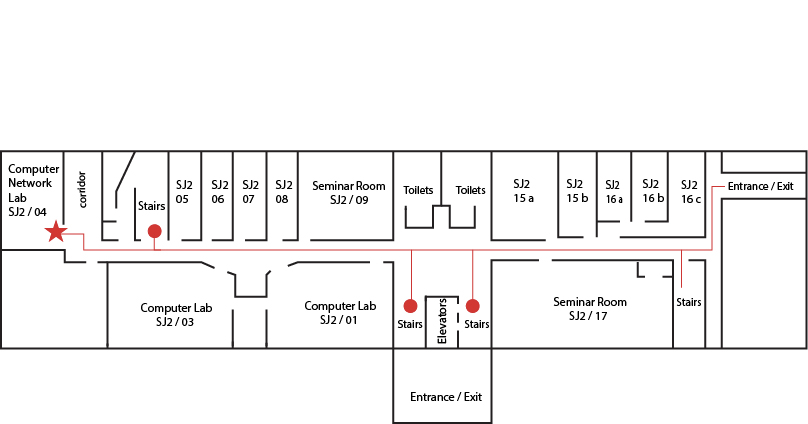 Computer
Network
Lab
SJ2 / 04
corridor
Stairs
SJ2
05
SJ2
06
SJ2
07
SJ2
08
Seminar Room
SJ2 / 09
Toilets
Toilets
SJ2
15 a
SJ2
15 b
SJ2
16 a
SJ2
16 b
SJ2
16 c
Entrance / Exit
Computer Lab
SJ2 / 03
Computer Lab
SJ2 / 01
Stairs
Elevators
Stairs
Seminar Room
SJ2 / 17
Stairs
Entrance / Exit